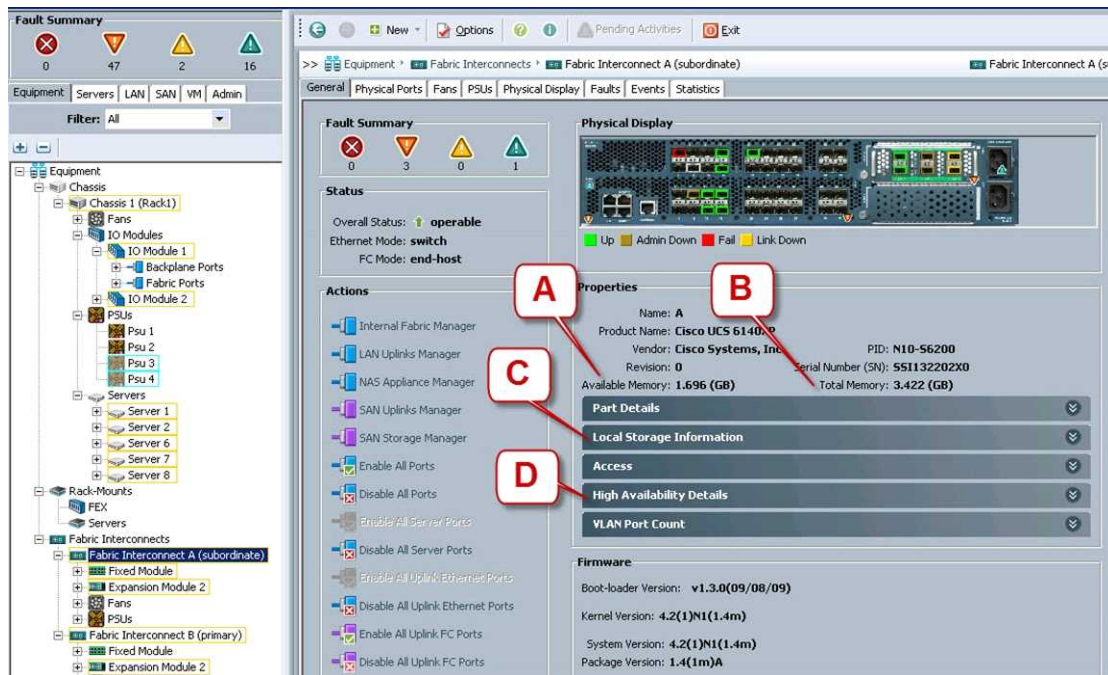 Fault Summary
0 47 2 16
Equipment Servers LAN SAN VM Admin
Filter: All
Equipment
Chassis
Chassis 1 (Rack1)
Fans
IO Modules
IO Module 1
Backplane Ports
Fabric Ports
IO Module 2
PSUs
Psu 1
Psu 2
Psu 3
Psu 4
Servers
Server 1
Server 2
Server 6
Server 7
Server 8
Rack-Mounts
FEX
Servers
Fabric Interconnects
Fabric Interconnect A (subordinate)
Fixed Module
Expansion Module 2
Fans
PSUs
Fabric Interconnect B (primary)
Fixed Module
Expansion Module 2
New Options Pending Activities Exit
>> Equipment Fabric Interconnects Fabric Interconnect A (subordinate) Fabric Interconnect A (s
General Physical Ports Fans PSUs Physical Display Faults Events Statistics
Fault Summary
0 3 0 1
Status
Overall Status: operable
Ethernet Mode: switch
FC Mode: end-host
Actions
Internal Fabric Manager
LAN Uplinks Manager
NAS Appliance Manager
SAN Uplinks Manager
SAN Storage Manager
Enable All Ports
Disable All Ports
Enable All Server Ports
Disable All Server Ports
Enable All Uplink Ethernet Ports
Disable All Uplink Ethernet Ports
Enable All Uplink FC Ports
Disable All Uplink FC Ports
Physical Display
Up Admin Down Fail Link Down
A
B
C
D
Properties
Name: A
Product Name: Cisco UCS 6140XP
Vendor: Cisco Systems, Inc PID: N10-S6200
Revision: 0 Serial Number (SN): SSI132202X0
Available Memory: 1.696 (GB) Total Memory: 3.422 (GB)
Part Details
Local Storage Information
Access
High Availability Details
VLAN Port Count
Firmware
Boot-loader Version: v1.3.0(09/08/09)
Kernel Version: 4.2(1)N1(1.4m)
System Version: 4.2(1)N1(1.4m)
Package Version: 1.4(1m)A